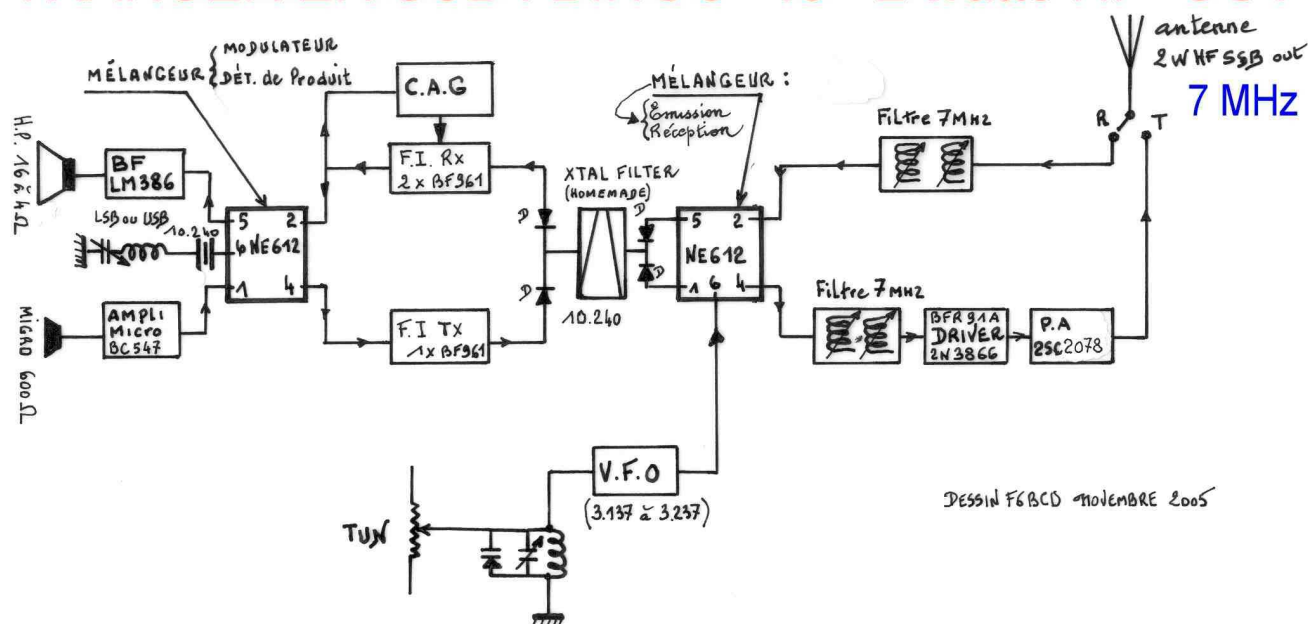 MODULATEUR
MÉLANGEUR
DÉT. de Produit
C.A.G
MÉLANGEUR :
Emission
Réception
antenne
2W HF SSB out
7 MHz
R
T
Filtre 7MHz
H.P. 16 à 4Ω
BF
LM386
F.I. Rx
2 x BF961
XTAL FILTER
(HOMEMADE)
D
D
D
D
LSB ou USB
10.240
5 2
6 NE612
1 4
5 2
NE612
1 6 4
10.240
MICRO 600Ω
AMPLI
Micro
BC547
F.I Tx
1x BF961
Filtre 7MHz
BFR91A
DRIVER
2N3866
P.A
2SC2078
V.F.O
(3.137 à 3.237)
TUN
DESSIN F6BCD NOVEMBRE 2005